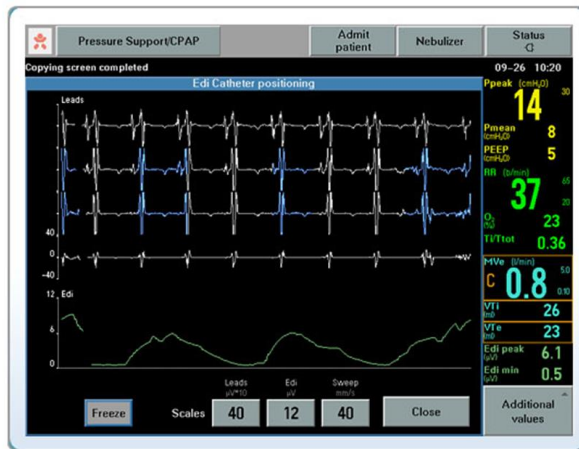 Pressure Support/CPAP
Admit patient
Nebulizer
Status
Copying screen completed
09-26 10:20
Edi Catheter positioning
Leads
40
0
-40
Edi
12
6
0
Ppeak (cmH₂O)
30
14
Pmean (cmH₂O) 8
PEEP (cmH₂O) 5
RR (b/min)
65
37
20
O₂ (%) 23
Ti/Ttot 0.36
MVe (l/min)
5.0
C 0.8
0.10
VTi (ml) 26
VTe (ml) 23
Edi peak (µV) 6.1
Edi min (µV) 0.5
Leads Edi Sweep
µV*10 µV mm/s
Freeze Scales 40 12 40 Close
Additional values